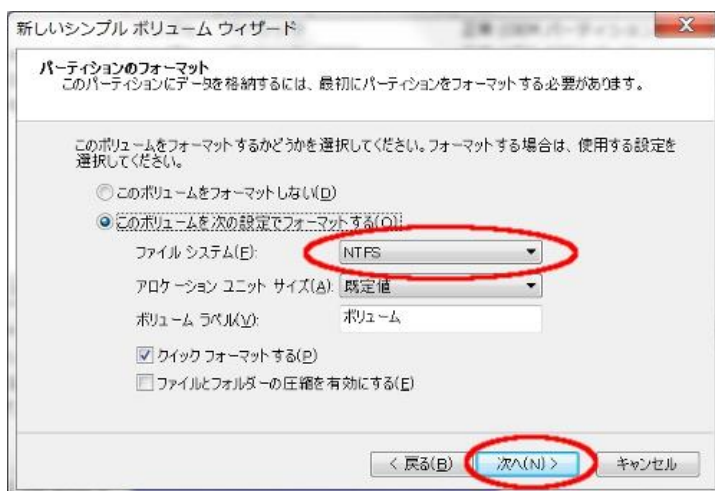 新しいシンプル ボリューム ウィザード
パーティションのフォーマット
このパーティションにデータを格納するには、最初にパーティションをフォーマットする必要があります。
このボリュームをフォーマットするかどうかを選択してください。フォーマットする場合は、使用する設定を
選択してください。
このボリュームをフォーマットしない(D)
このボリュームを次の設定でフォーマットする(O):
ファイル システム(F): NTFS
アロケーション ユニット サイズ(A): 既定値
ボリューム ラベル(V): ボリューム
クイック フォーマットする(P)
ファイルとフォルダーの圧縮を有効にする(E)
< 戻る(B) 次へ(N) > キャンセル